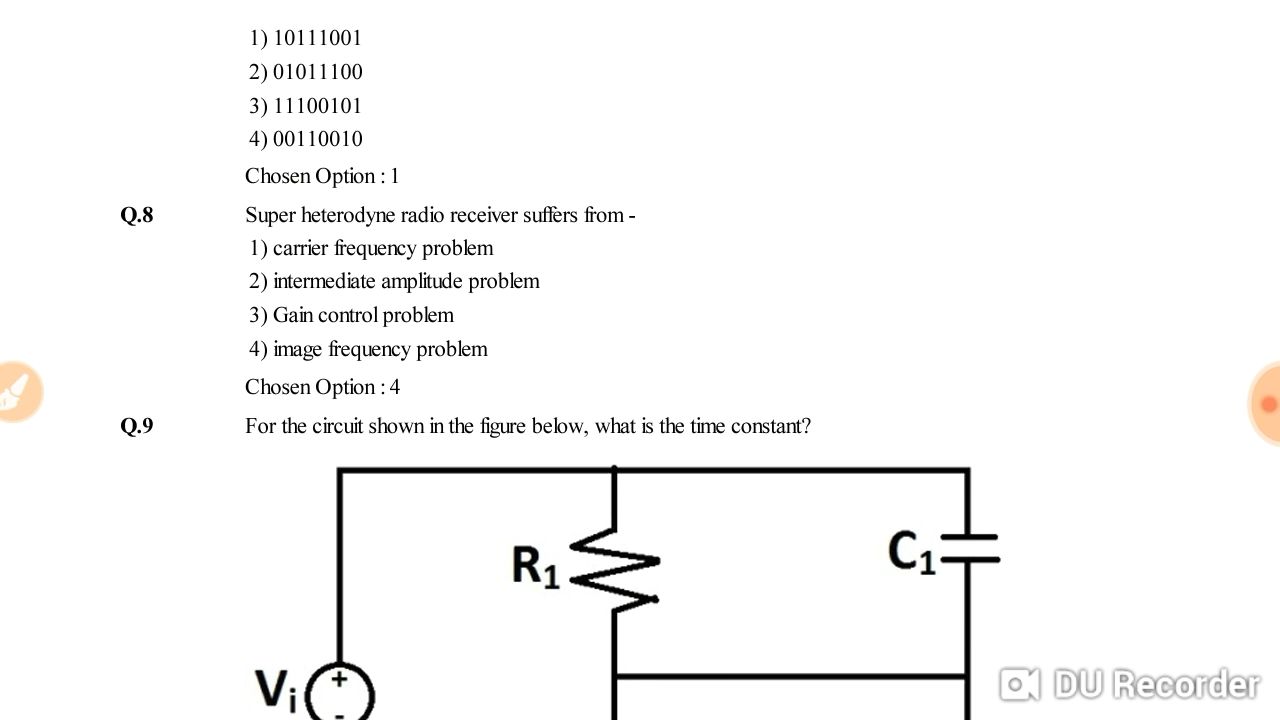 1) 10111001
2) 01011100
3) 11100101
4) 00110010
Chosen Option : 1
Q.8 Super heterodyne radio receiver suffers from -
1) carrier frequency problem
2) intermediate amplitude problem
3) Gain control problem
4) image frequency problem
Chosen Option : 4
Q.9 For the circuit shown in the figure below, what is the time constant?
R1
C1
Vi
+
-
DU Recorder